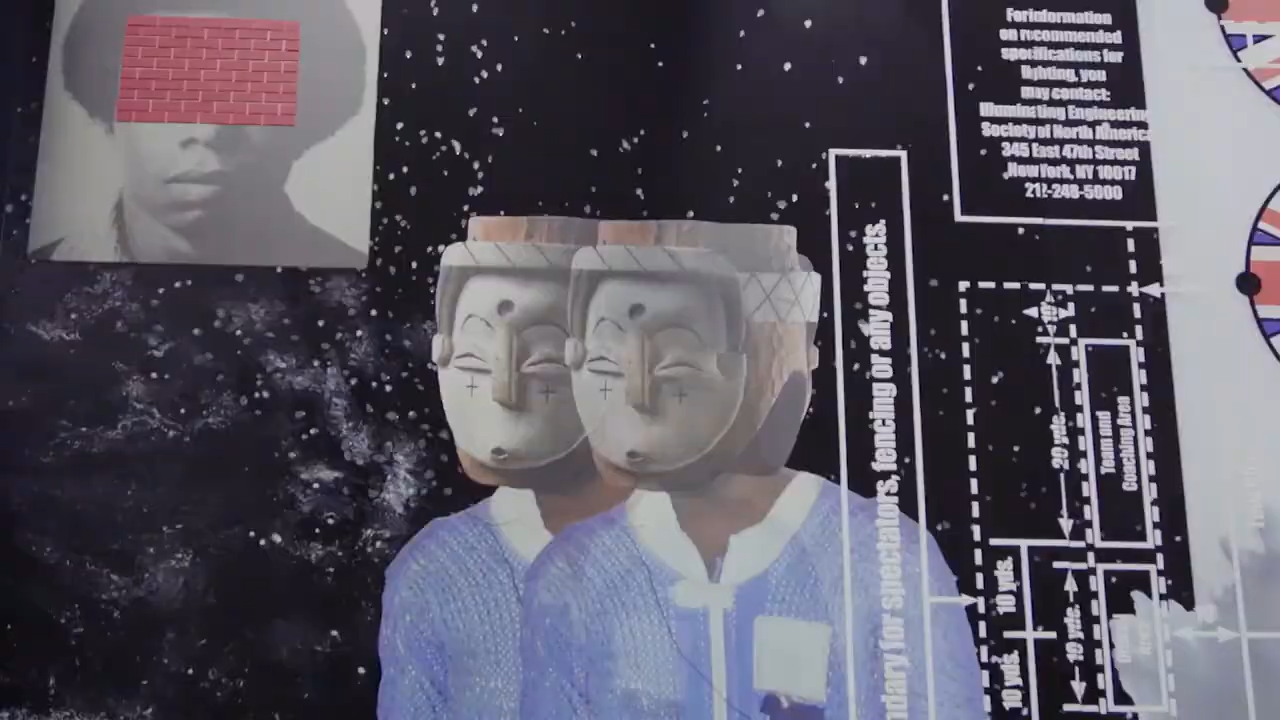 For information
on recommended
specifications for
lighting, you
may contact:
Illuminating Engineering
Society of North America
345 East 47th Street
New York, NY 10017
212-248-5000
ndary for spectators, fencing or any objects.
20 yds.
Team and
Coaching Area
10 yds.
10 yds.
10 yds.
Area